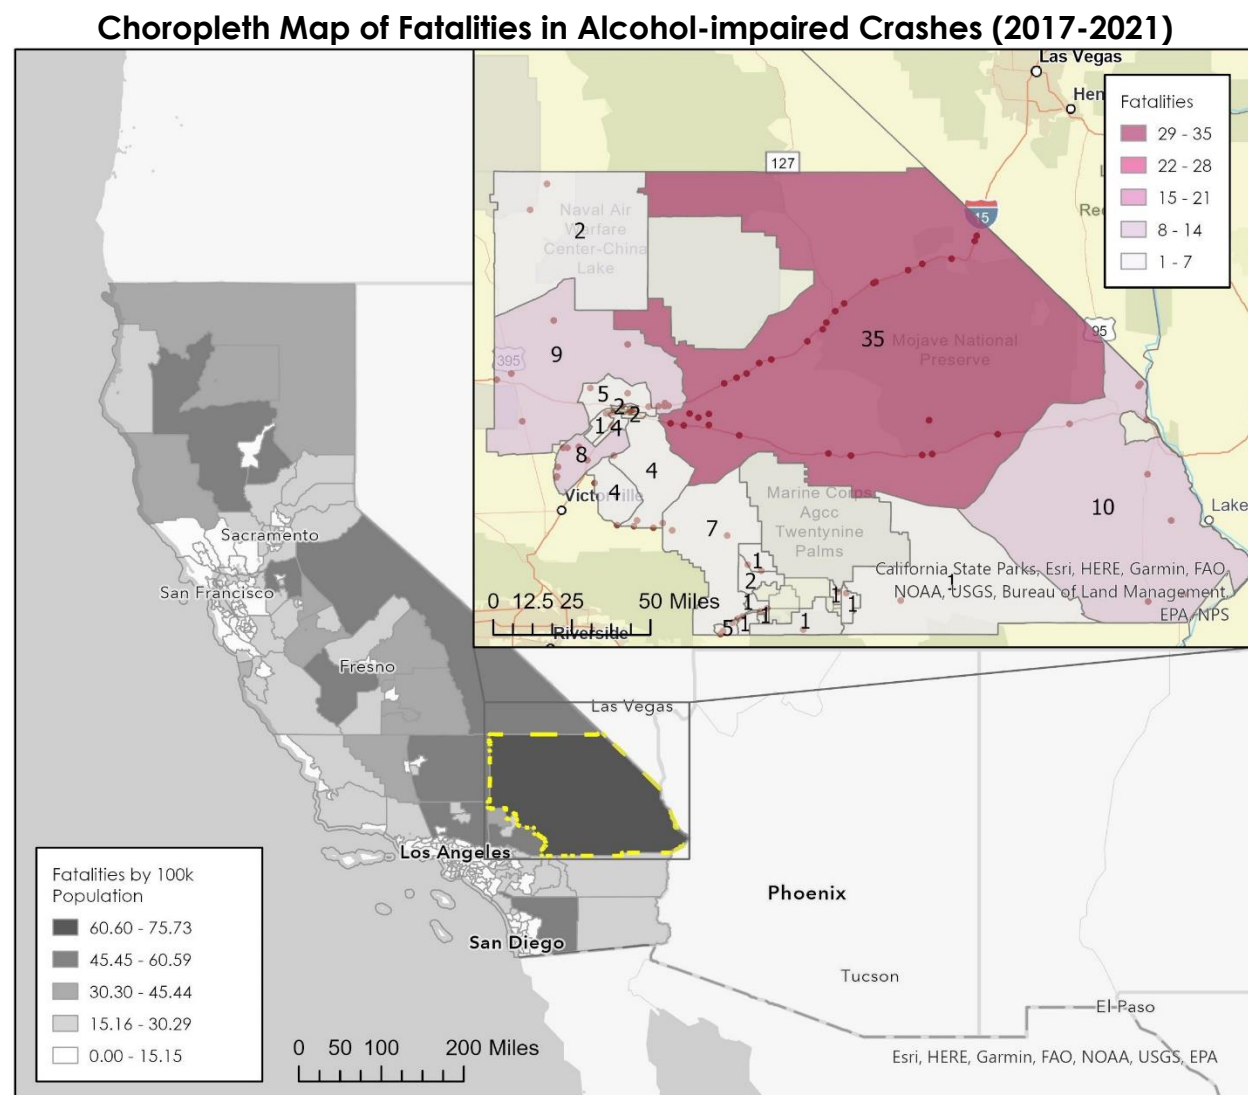 Choropleth Map of Fatalities in Alcohol-impaired Crashes (2017-2021)
Las Vegas
Hen
Fatalities
29 - 35
22 - 28
15 - 21
8 - 14
1 - 7
127
15
Naval Air
Warfare
Center-China
Lake
2
35
Mojave National
Preserve
95
395
9
5
2
2
1
4
8
4
4
Victorville
7
Marine Corps
Agcc
Twentynine
Palms
10
Lake
1
2
1
1
1
5
1
1
1
1
California State Parks, Esri, HERE, Garmin, FAO,
NOAA, USGS, Bureau of Land Management,
EPA, NPS
0 12.5 25 50 Miles
Riverside
Sacramento
San Francisco
Fresno
Las Vegas
Los Angeles
San Diego
Phoenix
Tucson
El Paso
Fatalities by 100k
Population
60.60 - 75.73
45.45 - 60.59
30.30 - 45.44
15.16 - 30.29
0.00 - 15.15
0 50 100 200 Miles
Esri, HERE, Garmin, FAO, NOAA, USGS, EPA